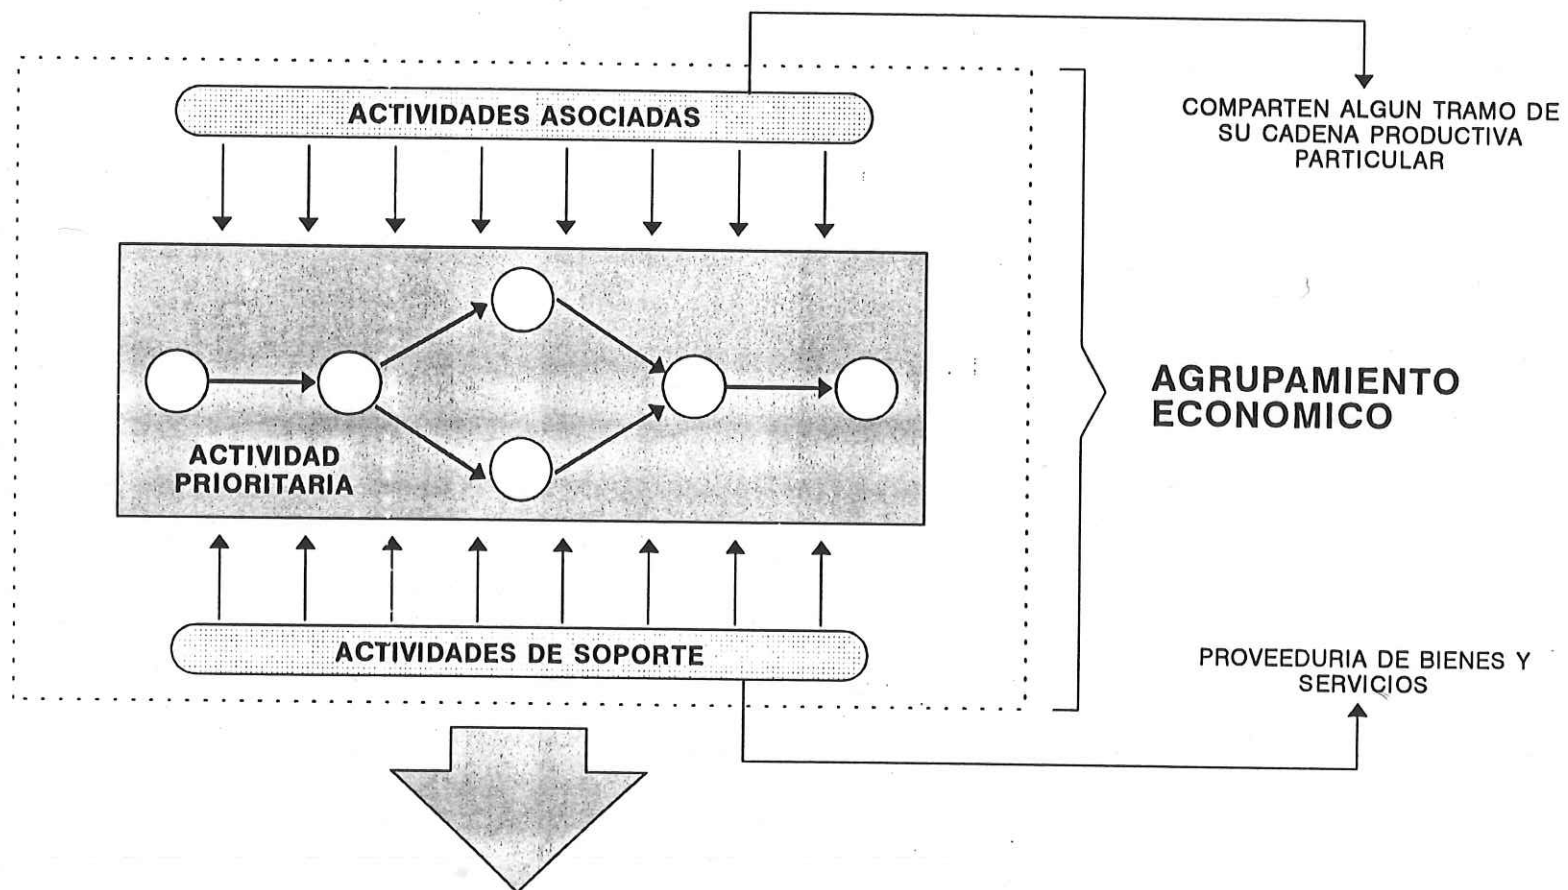 ACTIVIDADES ASOCIADAS
COMPARTEN ALGUN TRAMO DE
SU CADENA PRODUCTIVA
PARTICULAR
AGRUPAMIENTO
ECONOMICO
ACTIVIDAD
PRIORITARIA
ACTIVIDADES DE SOPORTE
PROVEEDURIA DE BIENES Y
SERVICIOS